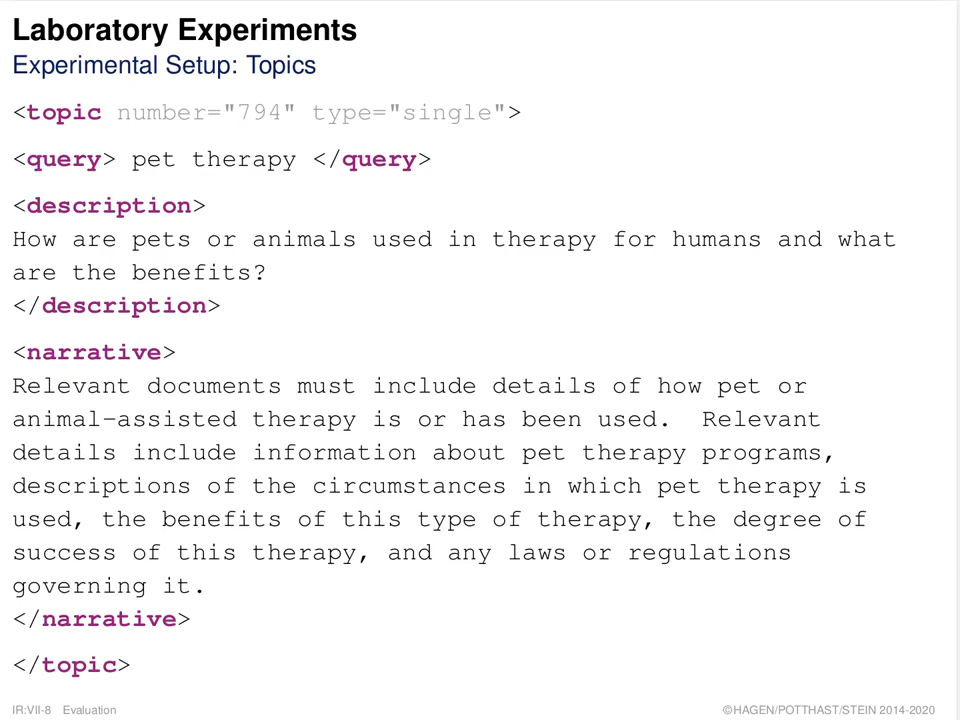 Laboratory Experiments
Experimental Setup: Topics
<topic number="794" type="single">
<query> pet therapy </query>
<description>
How are pets or animals used in therapy for humans and what
are the benefits?
</description>
<narrative>
Relevant documents must include details of how pet or
animal-assisted therapy is or has been used.  Relevant
details include information about pet therapy programs,
descriptions of the circumstances in which pet therapy is
used, the benefits of this type of therapy, the degree of
success of this therapy, and any laws or regulations
governing it.
</narrative>
</topic>
IR:VII-8 Evaluation
©HAGEN/POTTHAST/STEIN 2014-2020